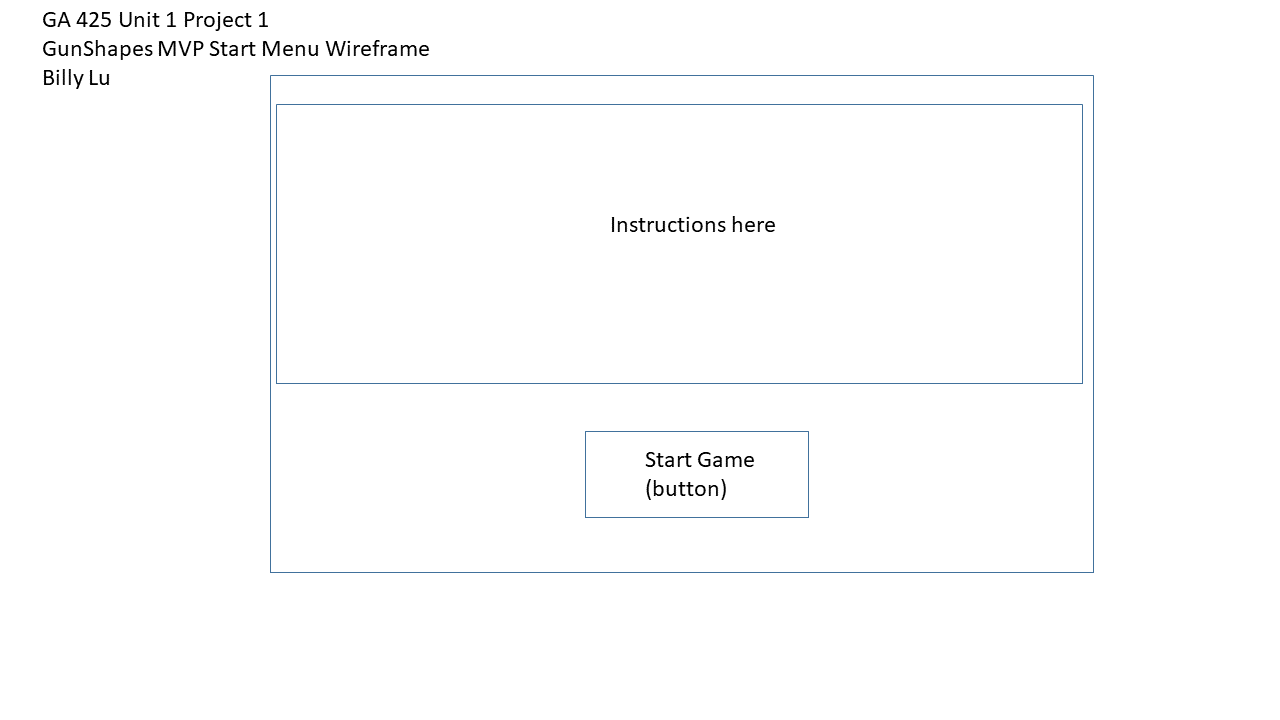 GA 425 Unit 1 Project 1
GunShapes MVP Start Menu Wireframe
Billy Lu
Instructions here
Start Game
(button)